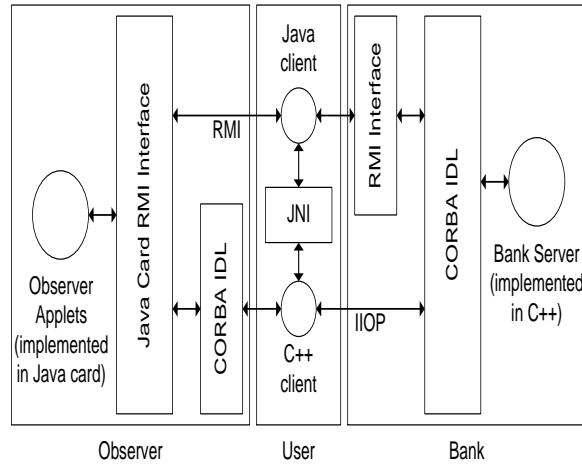 Java
client
Java Card RMI Interface
RMI
RMI Interface
CORBA IDL
JNI
CORBA IDL
Observer
Applets
(implemented
in Java card)
Bank Server
(implemented
in C++)
IIOP
C++
client
Observer
User
Bank